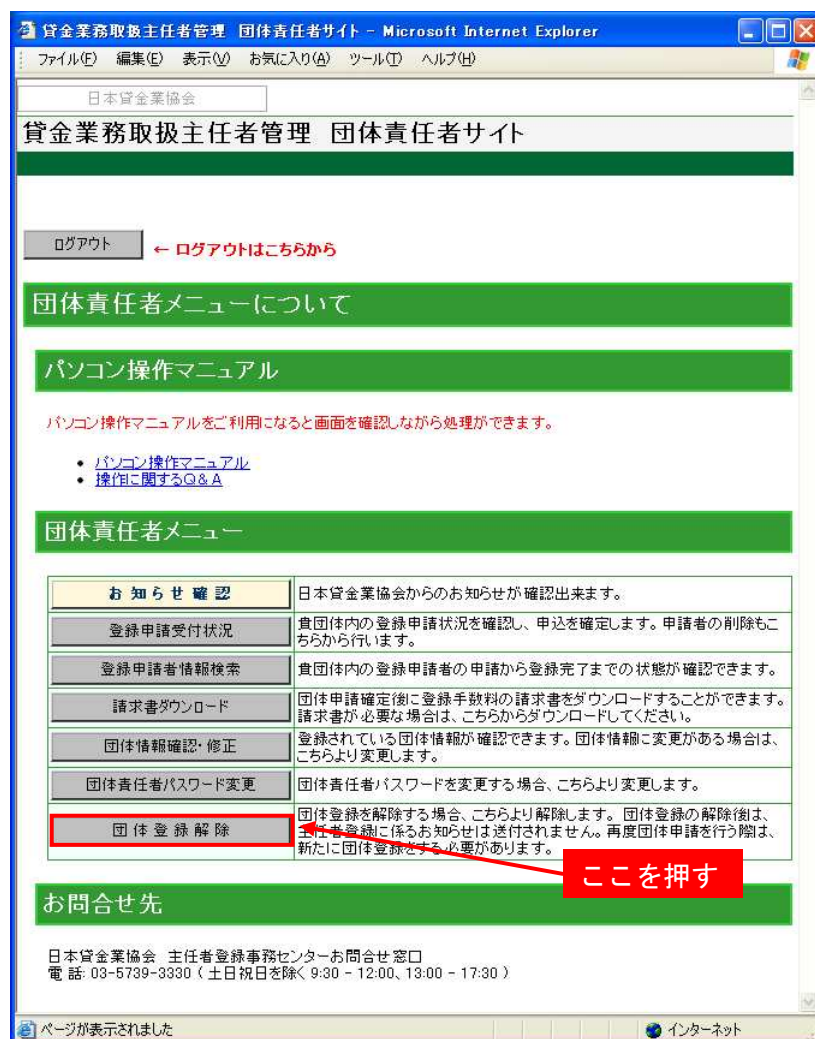 貸金業務取扱主任者管理 団体責任者サイト - Microsoft Internet Explorer
ファイル(F) 編集(E) 表示(V) お気に入り(A) ツール(T) ヘルプ(H)
日本貸金業協会
貸金業務取扱主任者管理 団体責任者サイト
ログアウト ← ログアウトはこちらから
団体責任者メニューについて
パソコン操作マニュアル
パソコン操作マニュアルをご利用になると画面を確認しながら処理ができます。
• パソコン操作マニュアル
• 操作に関するQ&A
団体責任者メニュー
お知らせ確認 日本貸金業協会からのお知らせが確認出来ます。
登録申請受付状況 貴団体内の登録申請状況を確認し、申込を確定します。申請者の削除もこ
ちらから行います。
登録申請者情報検索 貴団体内の登録申請者の申請から登録完了までの状態が確認できます。
請求書ダウンロード 団体申請確定後に登録手数料の請求書をダウンロードすることができます。
請求書が必要な場合は、こちらからダウンロードしてください。
団体情報確認・修正 登録されている団体情報が確認できます。団体情報に変更がある場合は、
こちらより変更します。
団体責任者パスワード変更 団体責任者パスワードを変更する場合、こちらより変更します。
団体登録解除 団体登録を解除する場合、こちらより解除します。団体登録の解除後は、
主任者登録に係るお知らせは送付されません。再度団体申請を行う際は、
新たに団体登録をする必要があります。
ここを押す
お問合せ先
日本貸金業協会 主任者登録事務センターお問合せ窓口
電 話: 03-5739-3330 ( 土日祝日を除く 9:30 - 12:00、13:00 - 17:30 )
ページが表示されました インターネット